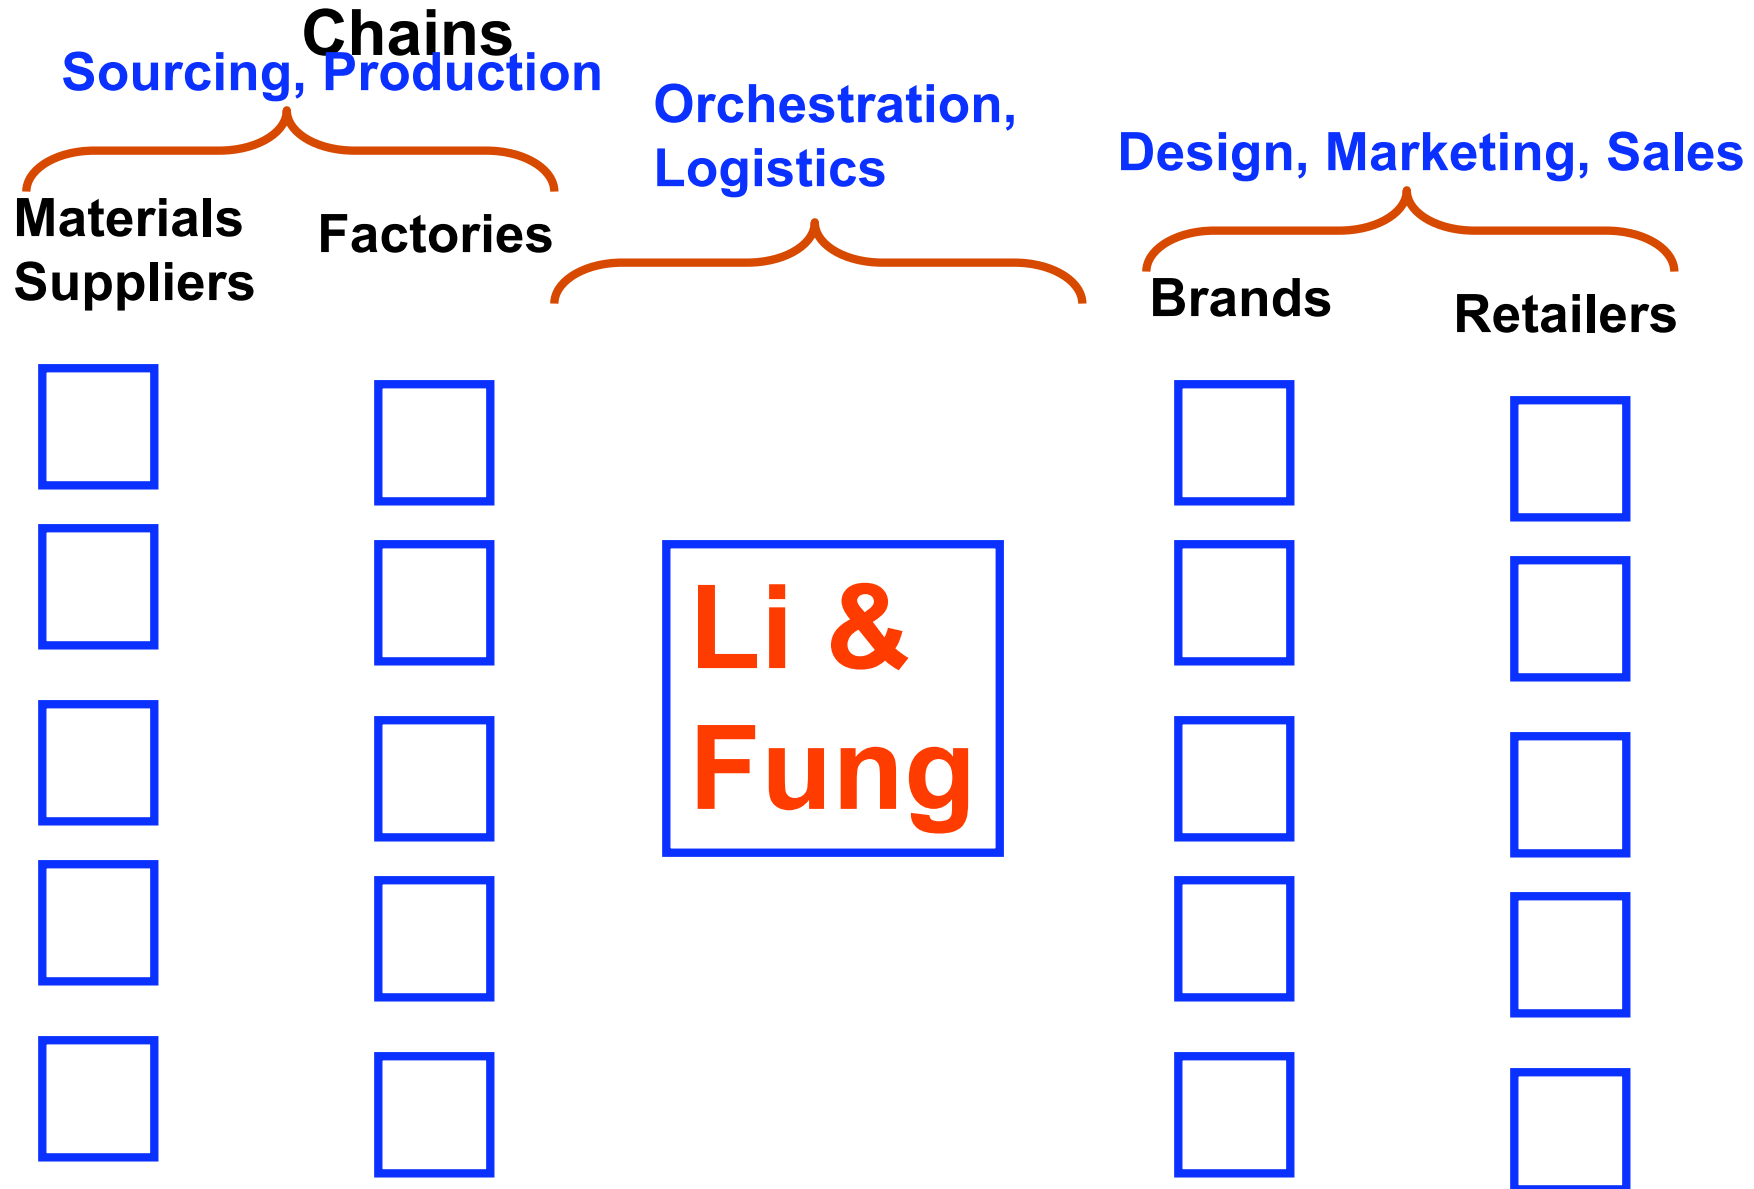 Chains
Sourcing, Production
Orchestration,
Logistics
Design, Marketing, Sales
Materials
Suppliers
Factories
Brands
Retailers
Li &
Fung